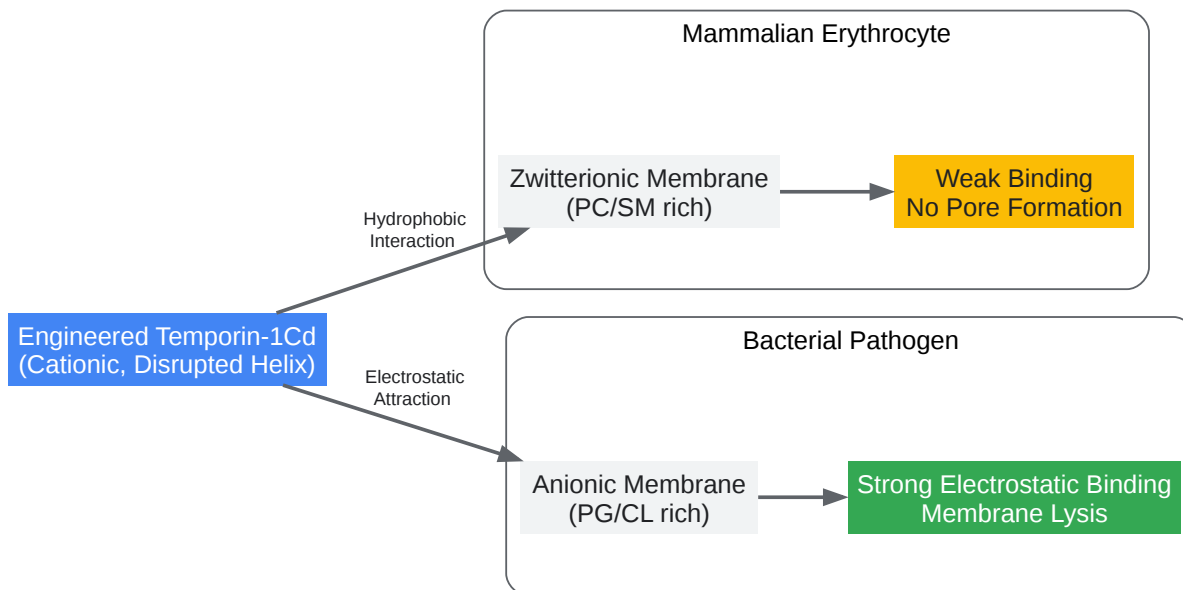 Mammalian Erythrocyte
Zwitterionic Membrane
(PC/SM rich)
Weak Binding
No Pore Formation
Hydrophobic
Interaction
Engineered Temporin-1Cd
(Cationic, Disrupted Helix)
Electrostatic
Attraction
Bacterial Pathogen
Anionic Membrane
(PG/CL rich)
Strong Electrostatic Binding
Membrane Lysis